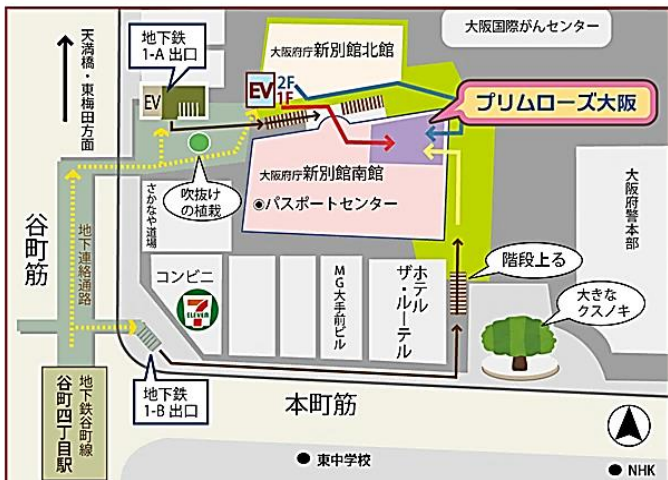 天満橋・東梅田方面
地下鉄
1-A 出口
EV
大阪府庁新別館北館
大阪国際がんセンター
EV
2F
1F
プリムローズ大阪
大阪府庁新別館南館
◉パスポートセンター
吹抜け
の植栽
さかなや道場
大阪府警本部
谷町筋
地下連絡通路
コンビニ
7
ELEVEN
MG大手前ビル
ホテル
ザ・ルーテル
階段上る
大きな
クスノキ
地下鉄
1-B 出口
地下鉄谷町線
谷町四丁目駅
本町筋
●東中学校
●NHK